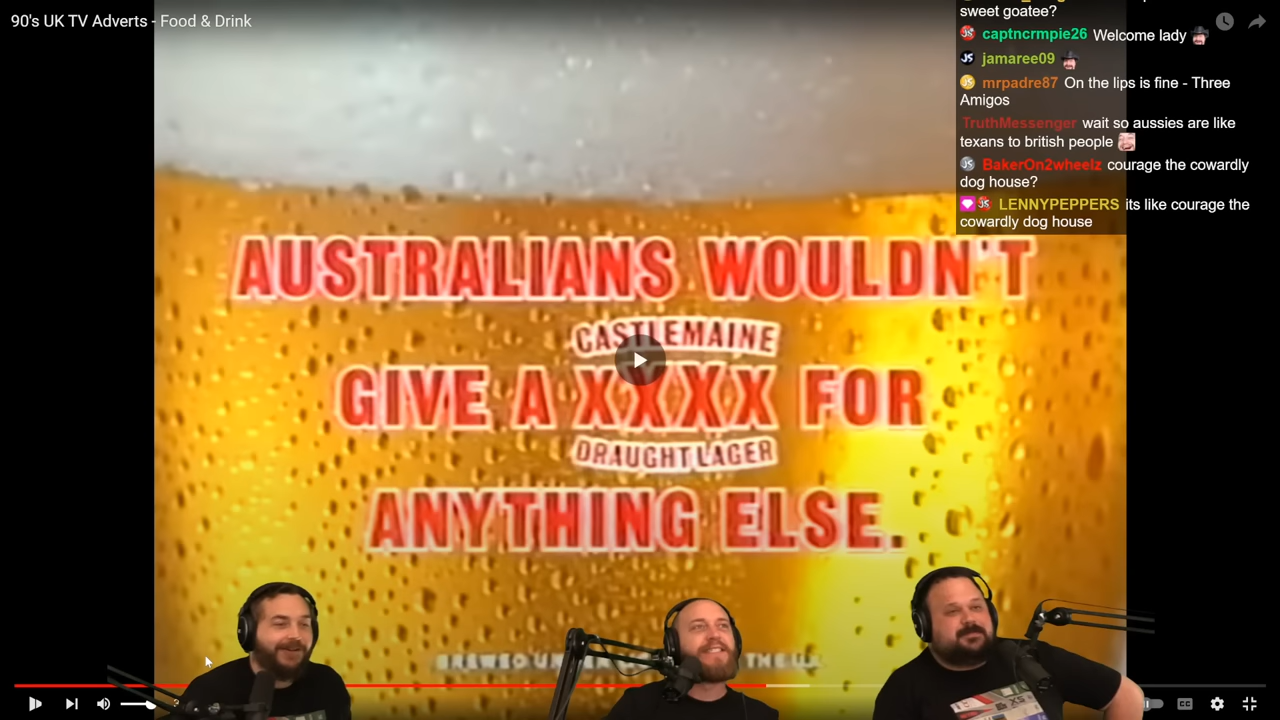 90's UK TV Adverts - Food & Drink
sweet goatee?
captncrmpie26 Welcome lady
jamaree09
mrpadre87 On the lips is fine - Three
Amigos
TruthMessenger wait so aussies are like
texans to british people
BakerOn2wheelz courage the cowardly
dog house?
LENNYPEPPERS its like courage the
cowardly dog house
AUSTRALIANS WOULDN'T
CASTLEMAINE
GIVE A XXXX FOR
DRAUGHT LAGER
ANYTHING ELSE.
BREWED THE U.K.